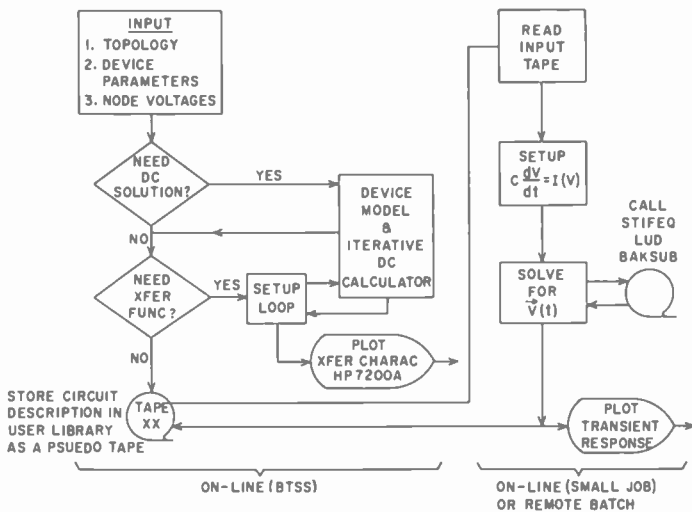 INPUT
1. TOPOLOGY
2. DEVICE
PARAMETERS
3. NODE VOLTAGES
NEED
DC
SOLUTION?
YES
NO
DEVICE
MODEL
&
ITERATIVE
DC
CALCULATOR
NEED
XFER
FUNC?
YES
NO
SETUP
LOOP
PLOT
XFER CHARAC
HP7200A
STORE CIRCUIT
DESCRIPTION IN
USER LIBRARY
AS A PSUEDO TAPE
TAPE
XX
ON-LINE (BTSS)
READ
INPUT
TAPE
SETUP
C dv/dt = I(V)
CALL
STIFEQ
LUD
BAKSUB
SOLVE
FOR
V⃗(t)
PLOT
TRANSIENT
RESPONSE
ON-LINE (SMALL JOB)
OR REMOTE BATCH